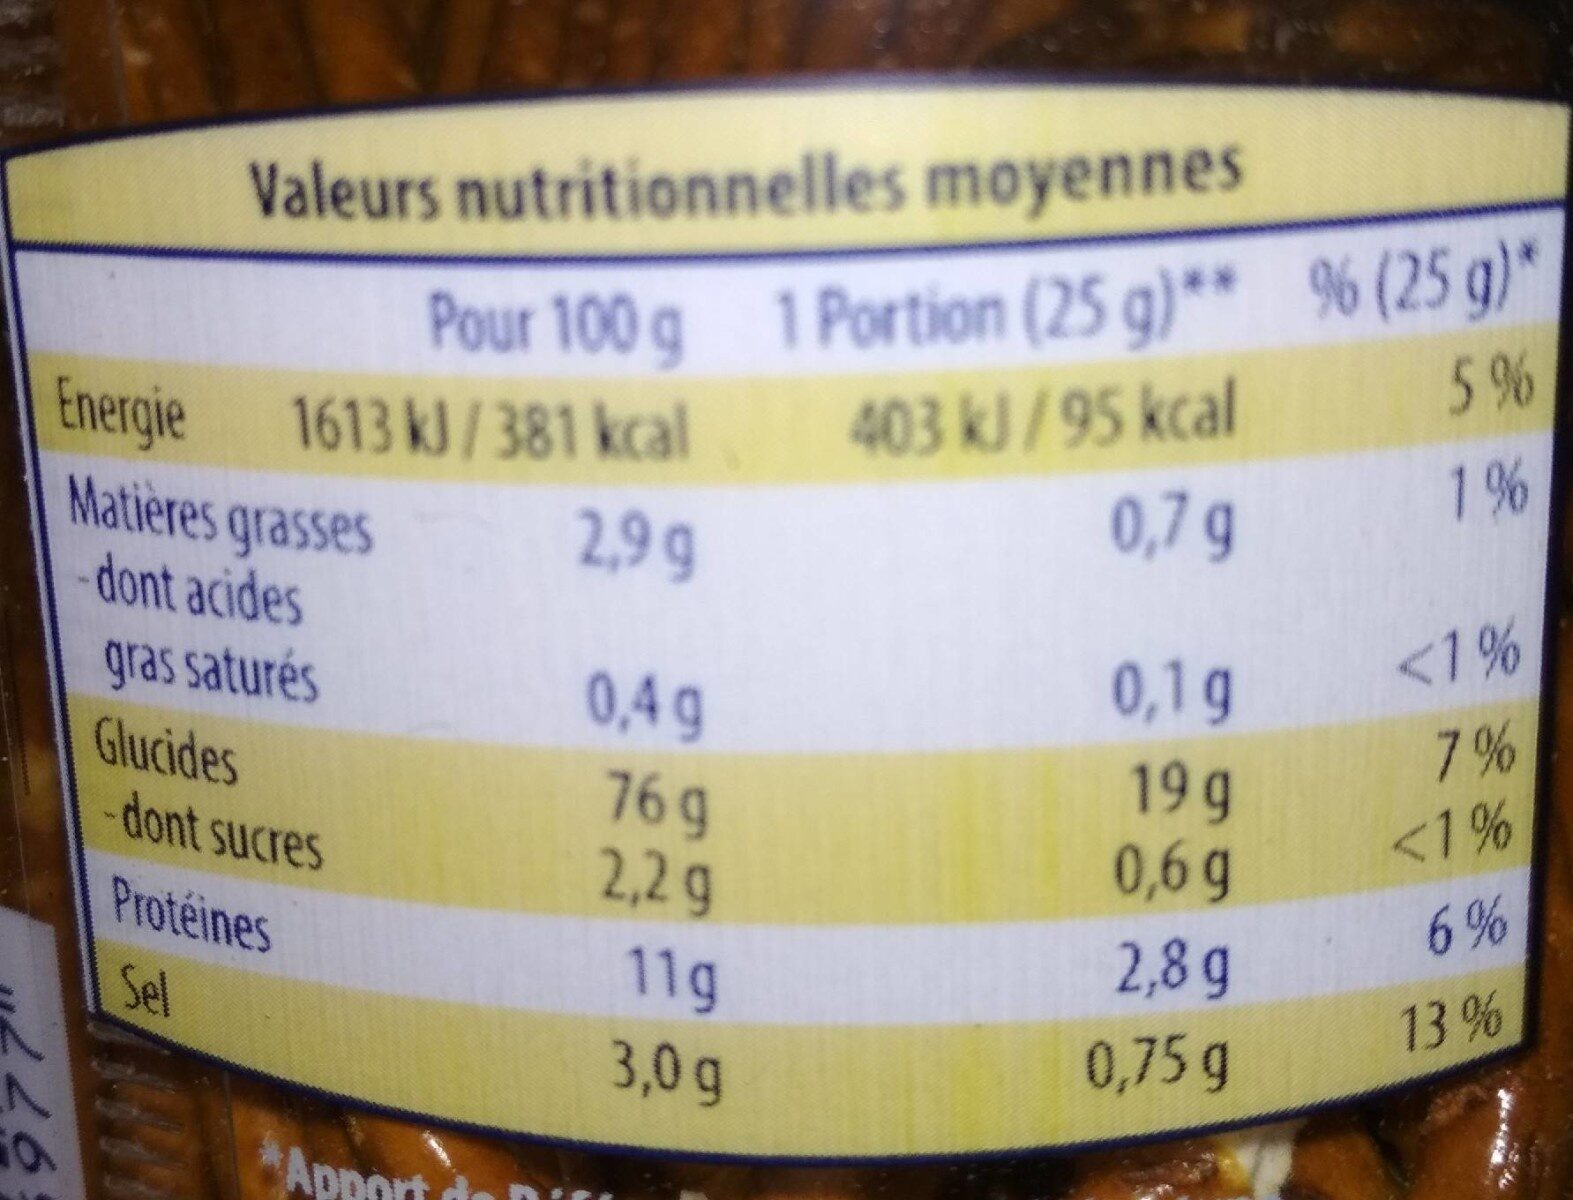 Valeurs nutritionnelles moyennes
Pour 100 g 1 Portion (25 g)** % (25 g)*
Energie 1613 kJ / 381 kcal 403 kJ / 95 kcal 5 %
Matières grasses 2,9 g 0,7 g 1 %
- dont acides
gras saturés 0,4 g 0,1 g <1 %
Glucides 76 g 19 g 7 %
- dont sucres 2,2 g 0,6 g <1 %
Protéines 11g 2,8 g 6 %
Sel 3,0 g 0,75 g 13 %
*Apport de